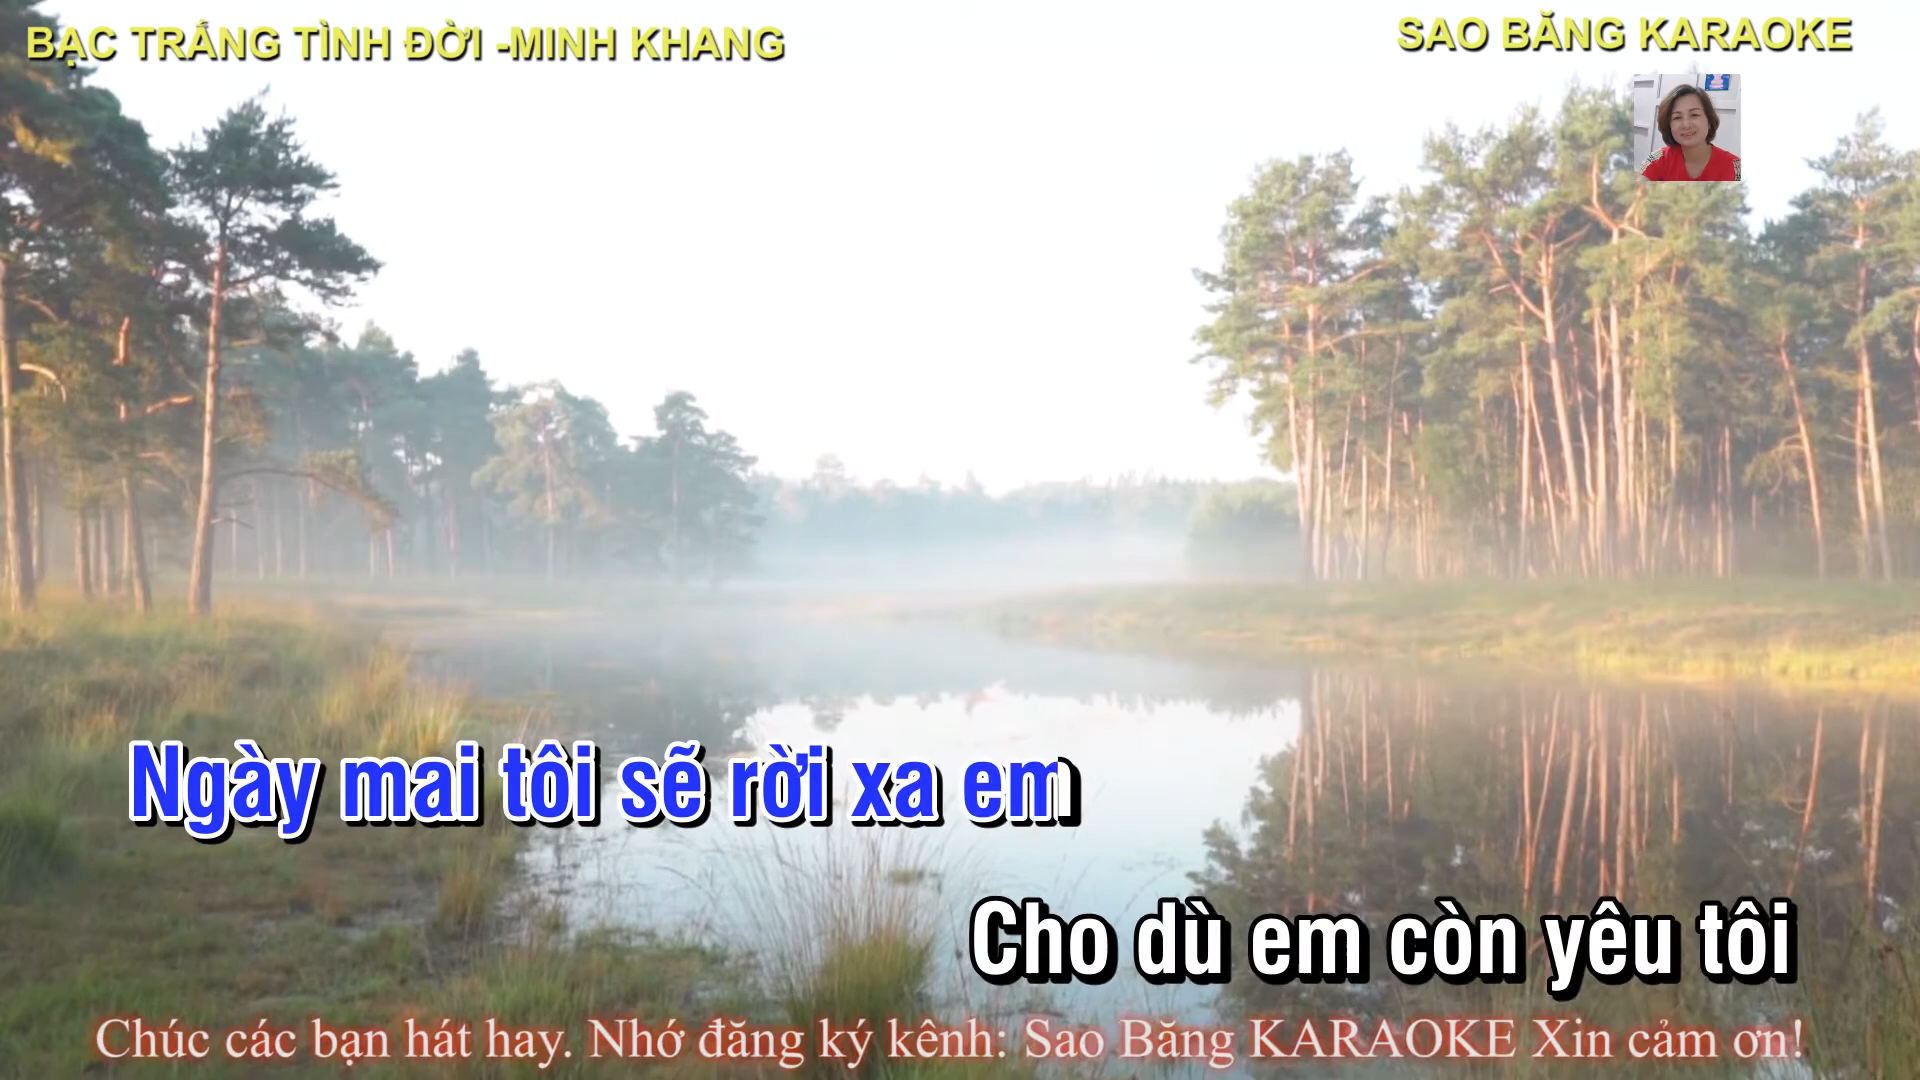 BẠC TRẮNG TÌNH ĐỜI -MINH KHANG
SAO BĂNG KARAOKE
Ngày mai tôi sẽ rời xa em
Cho dù em còn yêu tôi
Chúc các bạn hát hay. Nhớ đăng ký kênh: Sao Băng KARAOKE Xin cảm ơn!